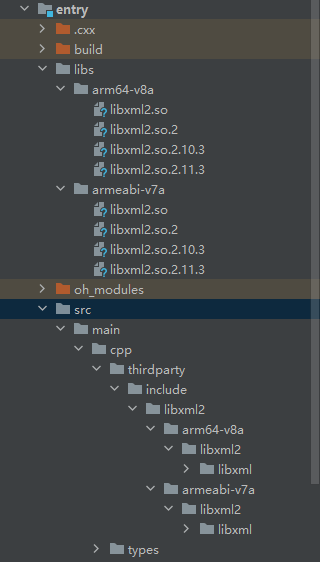 entry
.cxx
build
libs
arm64-v8a
libxml2.so
libxml2.so.2
libxml2.so.2.10.3
libxml2.so.2.11.3
armeabi-v7a
libxml2.so
libxml2.so.2
libxml2.so.2.10.3
libxml2.so.2.11.3
oh_modules
src
main
cpp
thirdparty
include
libxml2
arm64-v8a
libxml2
libxml
armeabi-v7a
libxml2
libxml
types